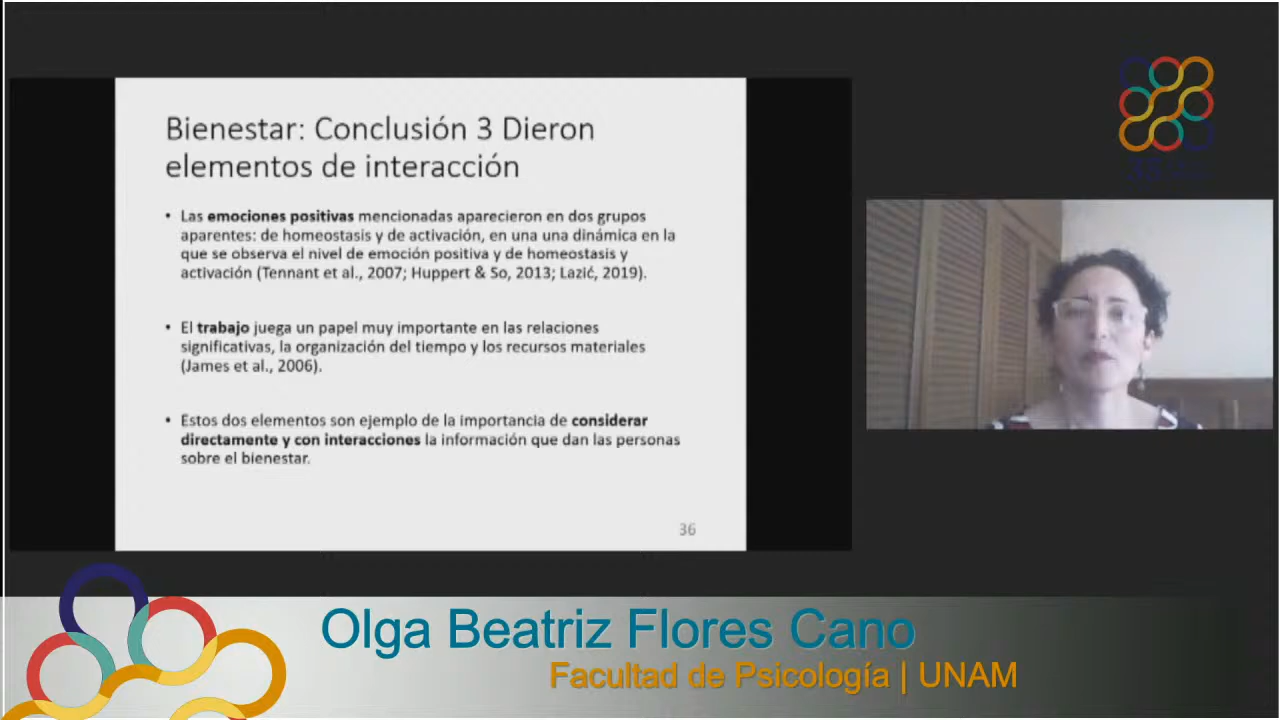 Bienestar: Conclusión 3 Dieron
elementos de interacción
• Las emociones positivas mencionadas aparecieron en dos grupos
aparentes: de homeostasis y de activación, en una una dinámica en la
que se observa el nivel de emoción positiva y de homeostasis y
activación (Tennant et al., 2007; Huppert & So, 2013; Lazić, 2019).
• El trabajo juega un papel muy importante en las relaciones
significativas, la organización del tiempo y los recursos materiales
(James et al., 2006).
• Estos dos elementos son ejemplo de la importancia de considerar
directamente y con interacciones la información que dan las personas
sobre el bienestar.
36
Olga Beatriz Flores Cano
Facultad de Psicología | UNAM